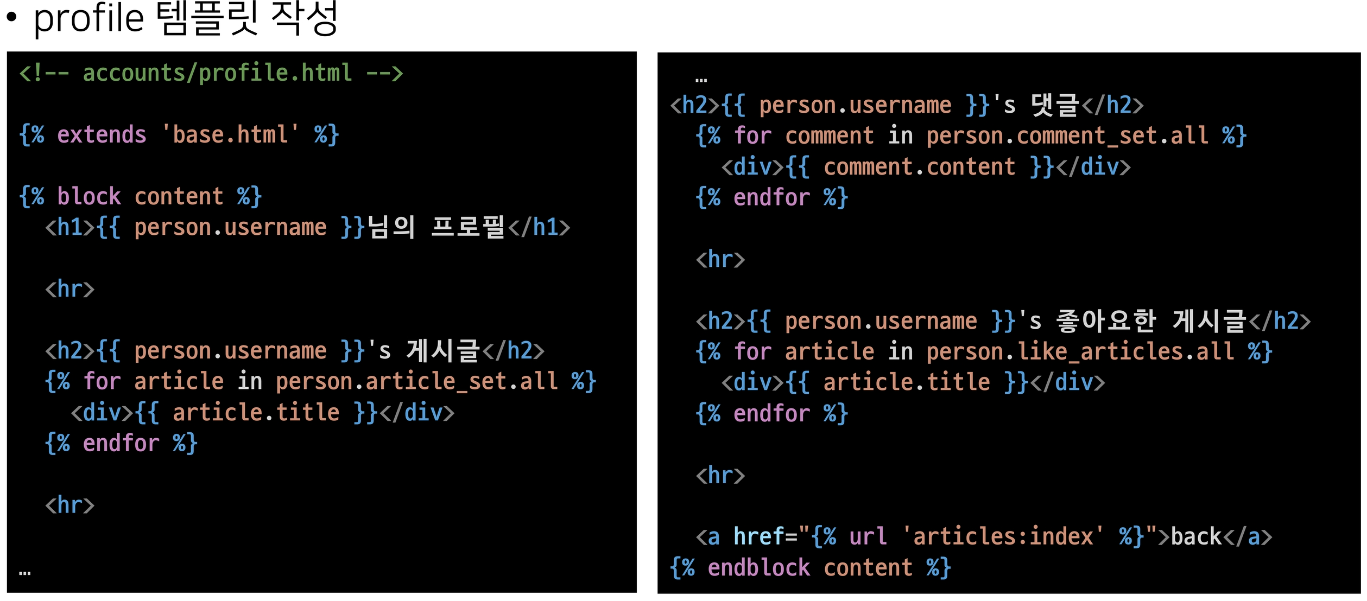 • profile 템플릿 작성
<!-- accounts/profile.html -->
{% extends 'base.html' %}
{% block content %}
<h1>{{ person.username }}님의 프로필</h1>
<hr>
<h2>{{ person.username }}'s 게시글</h2>
{% for article in person.article_set.all %}
<div>{{ article.title }}</div>
{% endfor %}
<hr>
…
…
<h2>{{ person.username }}'s 댓글</h2>
{% for comment in person.comment_set.all %}
<div>{{ comment.content }}</div>
{% endfor %}
<hr>
<h2>{{ person.username }}'s 좋아요한 게시글</h2>
{% for article in person.like_articles.all %}
<div>{{ article.title }}</div>
{% endfor %}
<hr>
<a href="{% url 'articles:index' %}">back</a>
{% endblock content %}